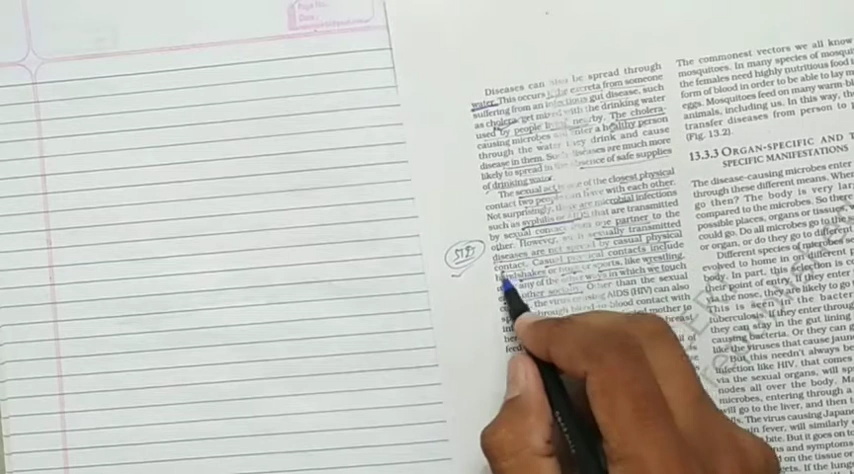 Page No.
Date
Diseases can also be spread through
water. This occurs if the excreta from someone
suffering from an infectious gut disease, such
as cholera, get mixed with the drinking water
used by people living nearby. The cholera-
causing microbes will enter a healthy person
through the water they drink and cause
disease in them. Such diseases are much more
likely to spread in the absence of safe supplies
of drinking water.
The sexual act is one of the closest physical
contact two people can have with each other.
Not surprisingly, there are microbial infections
such as syphilis or AIDS that are transmitted
by sexual contact from one partner to the
other. However, such sexually transmitted
diseases are not spread by casual physical
contact. Casual physical contacts include
handshakes or hugs or sports, like wrestling,
any of the other ways in which we touch
other socially. Other than the sexual
the virus causing AIDS (HIV) can also
through blood to blood contact with
mother to
breast
STDs
The commonest vectors we all know
mosquitoes. In many species of mosqui
the females need highly nutritious food i
form of blood in order to be able to lay m
eggs. Mosquitoes feed on many warm-bl
animals, including us. In this way, t
transfer diseases from person to p
(Fig. 13.2)
13.3.3 ORGAN-SPECIFIC AND T
SPECIFIC MANIFESTATIONS
The disease-causing microbes enter
through these different means. Whe
go then? The body is very lar
compared to the microbes. So there
possible places, organs or tissues, w
could go. Do all microbes go to the
or organ, or do they go to different
Different species of microbes se
evolved to home in on different p
body. In part, this selection is
their point of entry. If they enter
the nose, they are likely to go t
This is seen in the bacter
tuberculosis. If they enter throug
they can stay in the gut lining
causing bacteria. Or they can g
like the viruses that cause jaun
But this needn't always be
infection like HIV, that comes
via the sexual organs, will sp
nodes all over the body. M
microbes, entering through a
will go to the liver, and then t
The virus causing Japan
fever, will similarly
But it goes on
and symptoms
the tissue or
If the lung